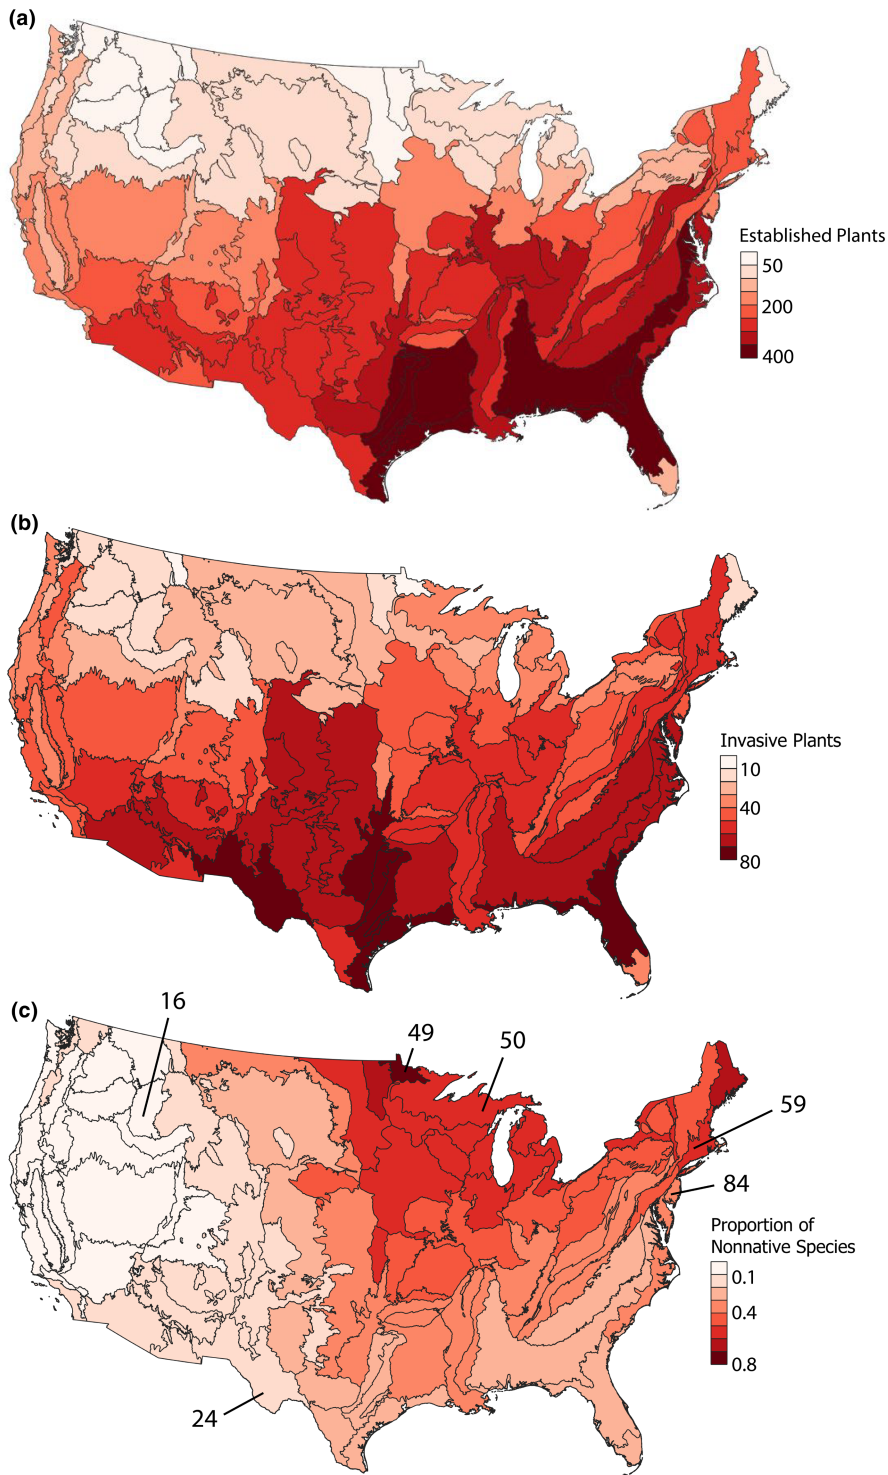 (a)
Established Plants
50
200
400
(b)
Invasive Plants
10
40
80
(c)
16
49
50
59
84
24
Proportion of
Nonnative Species
0.1
0.4
0.8